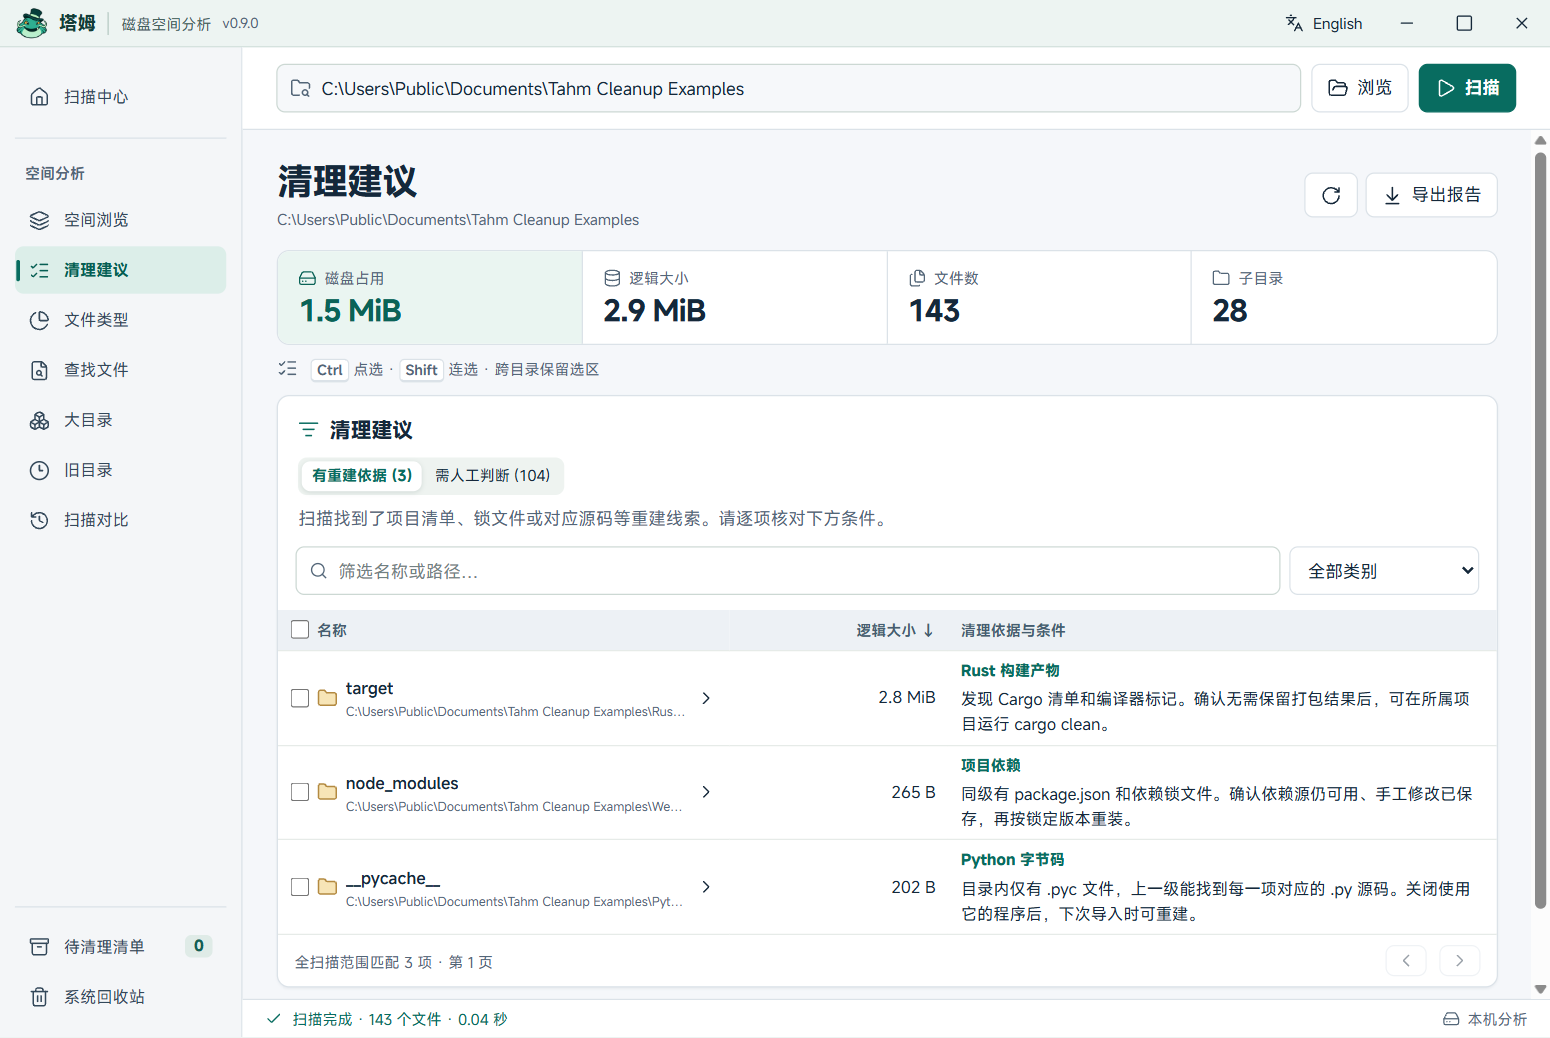 塔姆
磁盘空间分析 v0.9.0
English
扫描中心
空间分析
空间浏览
清理建议
文件类型
查找文件
大目录
旧目录
扫描对比
待清理清单 0
系统回收站
C:\Users\Public\Documents\Tahm Cleanup Examples
浏览
扫描
清理建议
C:\Users\Public\Documents\Tahm Cleanup Examples
导出报告
磁盘占用
1.5 MiB
逻辑大小
2.9 MiB
文件数
143
子目录
28
Ctrl 点选 · Shift 连选 · 跨目录保留选区
清理建议
有重建依据 (3) 需人工判断 (104)
扫描找到了项目清单、锁文件或对应源码等重建线索。请逐项核对下方条件。
筛选名称或路径...
全部类别
名称 逻辑大小 ↓ 清理依据与条件
target
C:\Users\Public\Documents\Tahm Cleanup Examples\Rus...
2.8 MiB
Rust 构建产物
发现 Cargo 清单和编译器标记。确认无需保留打包结果后，可在所属项
目运行 cargo clean。
node_modules
C:\Users\Public\Documents\Tahm Cleanup Examples\We...
265 B
项目依赖
同级有 package.json 和依赖锁文件。确认依赖源仍可用、手工修改已保
存，再按锁定版本重装。
__pycache__
C:\Users\Public\Documents\Tahm Cleanup Examples\Pyt...
202 B
Python 字节码
目录内仅有 .pyc 文件，上一级能找到每一项对应的 .py 源码。关闭使用
它的程序后，下次导入时可重建。
全扫描范围匹配 3 项 · 第 1 页
扫描完成 · 143 个文件 · 0.04 秒
本机分析